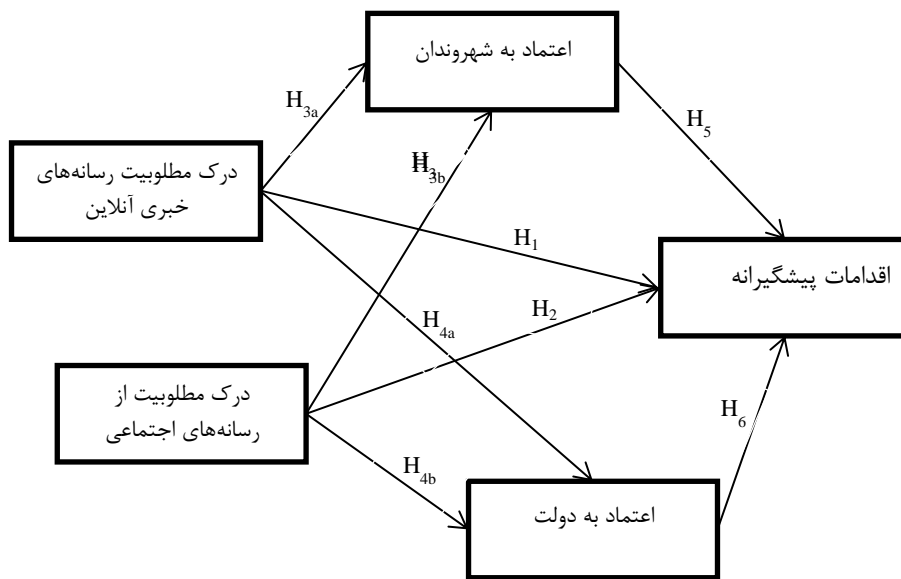 اعتماد به شهروندان
H3a
H5
H3b
درک مطلوبیت رسانه‌های
خبری آنلاین
H1
اقدامات پیشگیرانه
H2
H4a
درک مطلوبیت از
رسانه‌های اجتماعی
H6
H4b
اعتماد به دولت